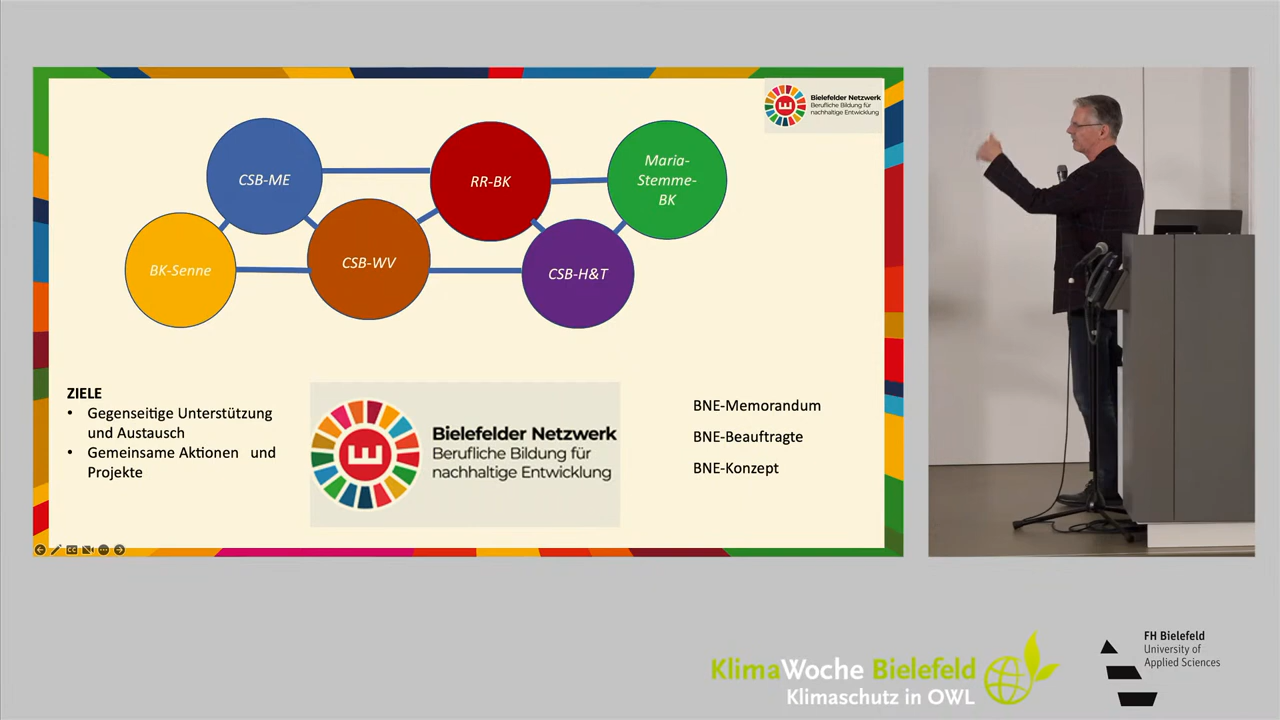 Bielefelder Netzwerk
Berufliche Bildung für
nachhaltige Entwicklung
CSB-ME
RR-BK
Maria-
Stemme-
BK
BK-Senne
CSB-WV
CSB-H&T
ZIELE
• Gegenseitige Unterstützung
und Austausch
• Gemeinsame Aktionen und
Projekte
Bielefelder Netzwerk
Berufliche Bildung für
nachhaltige Entwicklung
BNE-Memorandum
BNE-Beauftragte
BNE-Konzept
KlimaWoche Bielefeld
Klimaschutz in OWL
FH Bielefeld
University of
Applied Sciences